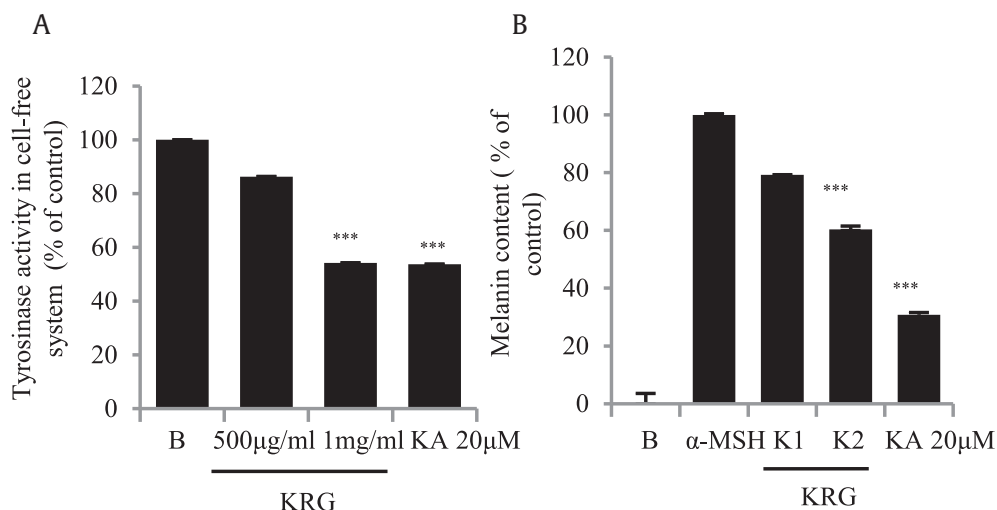 A
Tyrosinase activity in cell-free
system (% of control)
120
100
80
60
40
20
0
***
***
B 500µg/ml 1mg/ml KA 20µM
KRG
B
Melanin content ( % of
control)
120
100
80
60
40
20
0
***
***
B α-MSH K1 K2 KA 20µM
KRG